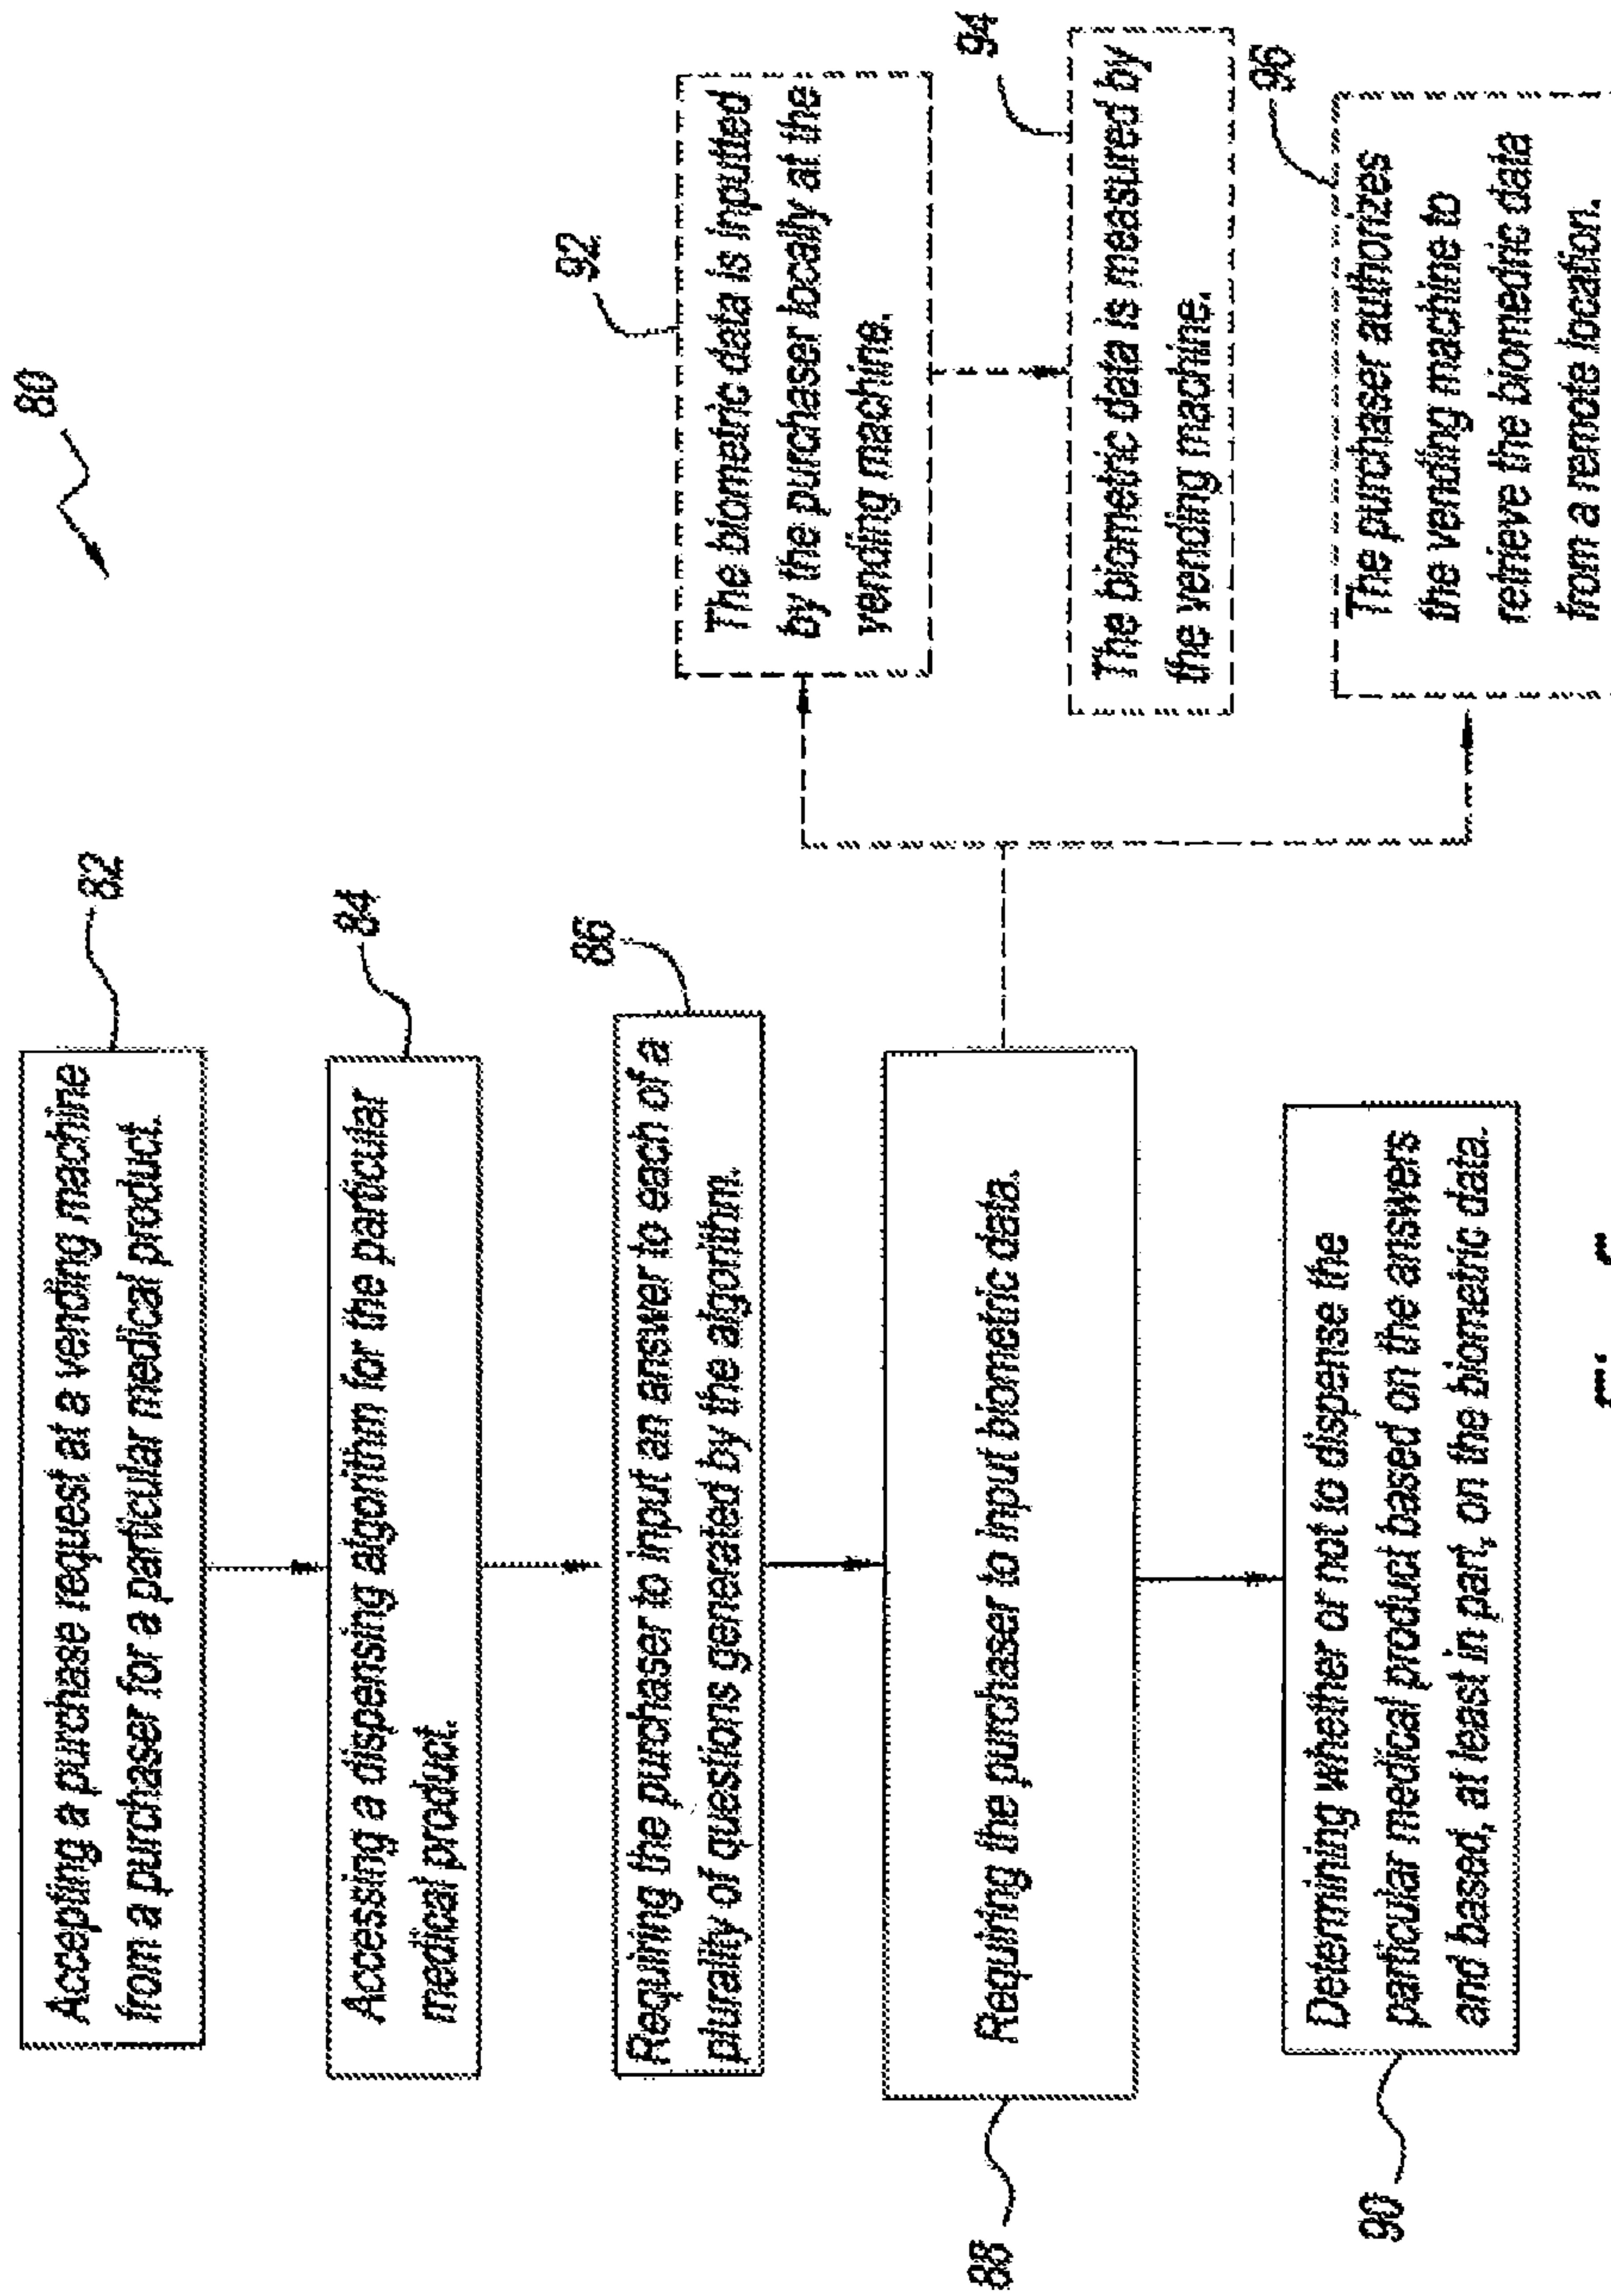 80
82
Accepting a purchase request at a vending machine
from a purchaser for a particular medical product.
84
Accessing a dispensing algorithm for the particular
medical product.
86
Requiring the purchaser to input an answer to each of a
plurality of questions generated by the algorithm.
88
Requiring the purchaser to input biometric data.
90
Determining whether or not to dispense the
particular medical product based on the answers
and based, at least in part, on the biometric data.
92
The biometric data is inputted
by the purchaser locally at the
vending machine.
94
The biometric data is measured by
the vending machine.
96
The purchaser authorizes
the vending machine to
retrieve the biomedric data
from a remote location.